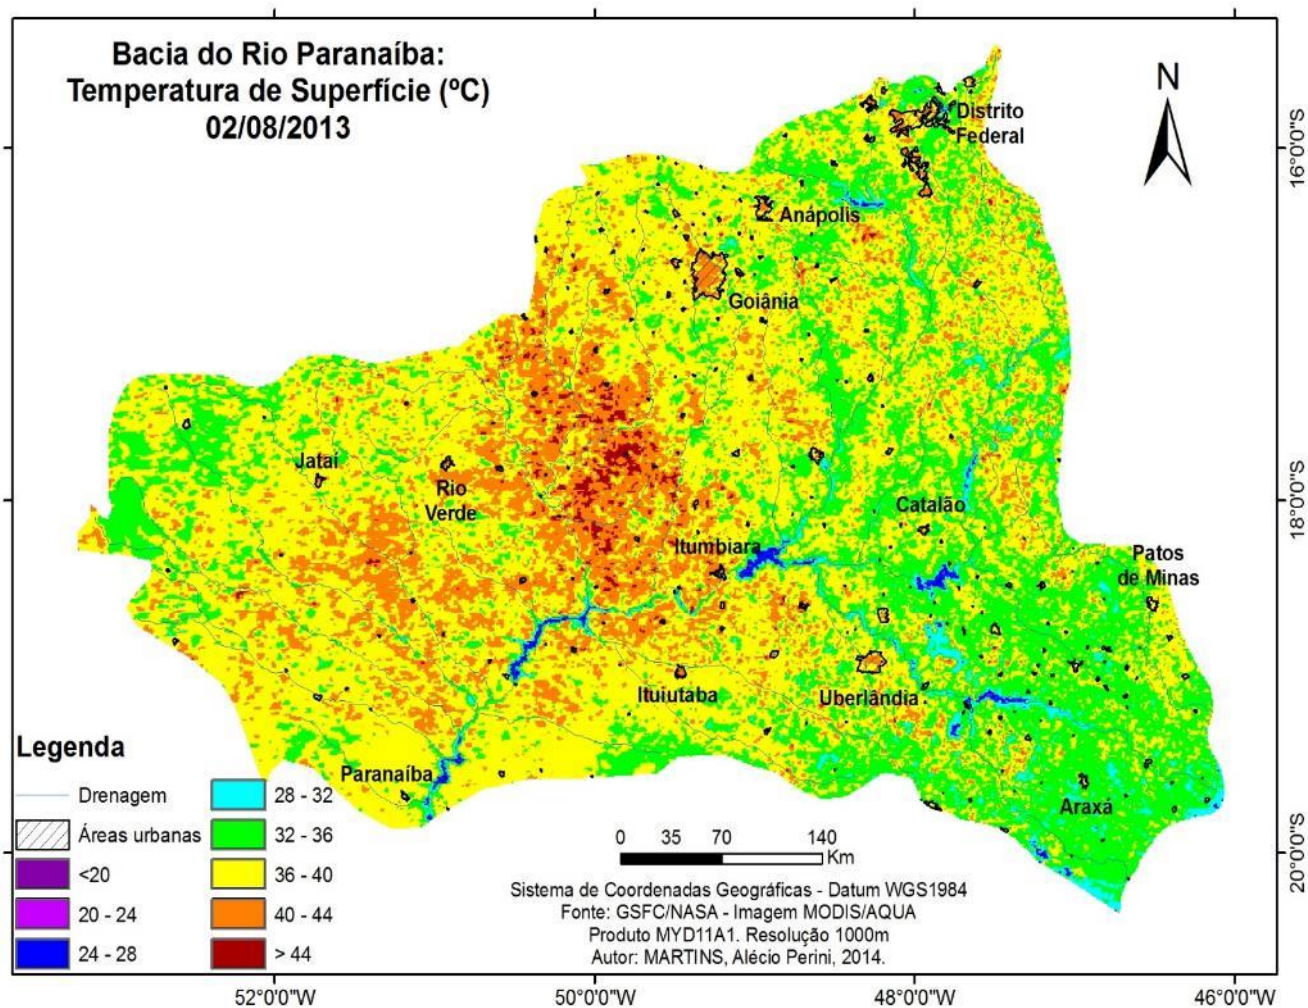 Bacia do Rio Paranaíba:
Temperatura de Superfície (ºC)
02/08/2013
N
Distrito
Federal
16°0'0"S
Anápolis
Goiânia
Jataí
Rio
Verde
Catalão
18°0'0"S
Itumbiara
Patos
de Minas
Ituiutaba
Uberlândia
Paranaíba
Araxá
20°0'0"S
Legenda
Drenagem
Áreas urbanas
<20
20 - 24
24 - 28
28 - 32
32 - 36
36 - 40
40 - 44
> 44
0 35 70 140
Km
Sistema de Coordenadas Geográficas - Datum WGS1984
Fonte: GSFC/NASA - Imagem MODIS/AQUA
Produto MYD11A1. Resolução 1000m
Autor: MARTINS, Alécio Perini, 2014.
52°0'0"W 50°0'0"W 48°0'0"W 46°0'0"W